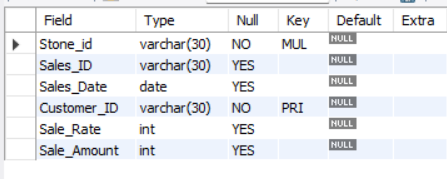 Field Type Null Key Default Extra
Stone_id varchar(30) NO MUL NULL
Sales_ID varchar(30) YES NULL
Sales_Date date YES NULL
Customer_ID varchar(30) NO PRI NULL
Sale_Rate int YES NULL
Sale_Amount int YES NULL